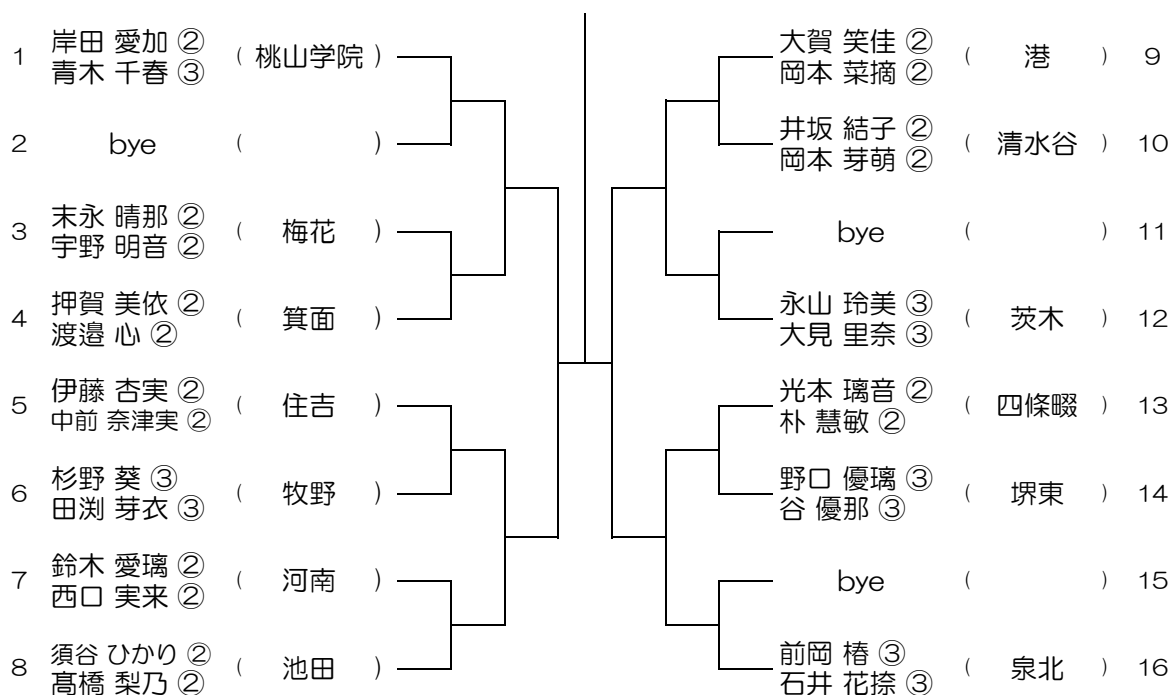 1 岸田 愛加 ② ( 桃山学院 )
青木 千春 ③
2 bye ( )
3 末永 晴那 ② ( 梅花 )
宇野 明音 ②
4 押賀 美依 ② ( 箕面 )
渡邉 心 ②
5 伊藤 杏実 ② ( 住吉 )
中前 奈津実 ②
6 杉野 葵 ③ ( 牧野 )
田渕 芽衣 ③
7 鈴木 愛璃 ② ( 河南 )
西口 実来 ②
8 須谷 ひかり ② ( 池田 )
髙橋 梨乃 ②
大賀 笑佳 ② ( 港 ) 9
岡本 菜摘 ②
井坂 結子 ② ( 清水谷 ) 10
岡本 芽萌 ②
bye ( ) 11
永山 玲美 ③ ( 茨木 ) 12
大見 里奈 ③
光本 璃音 ② ( 四條畷 ) 13
朴 慧敏 ②
野口 優璃 ③ ( 堺東 ) 14
谷 優那 ③
bye ( ) 15
前岡 椿 ③ ( 泉北 ) 16
石井 花捺 ③